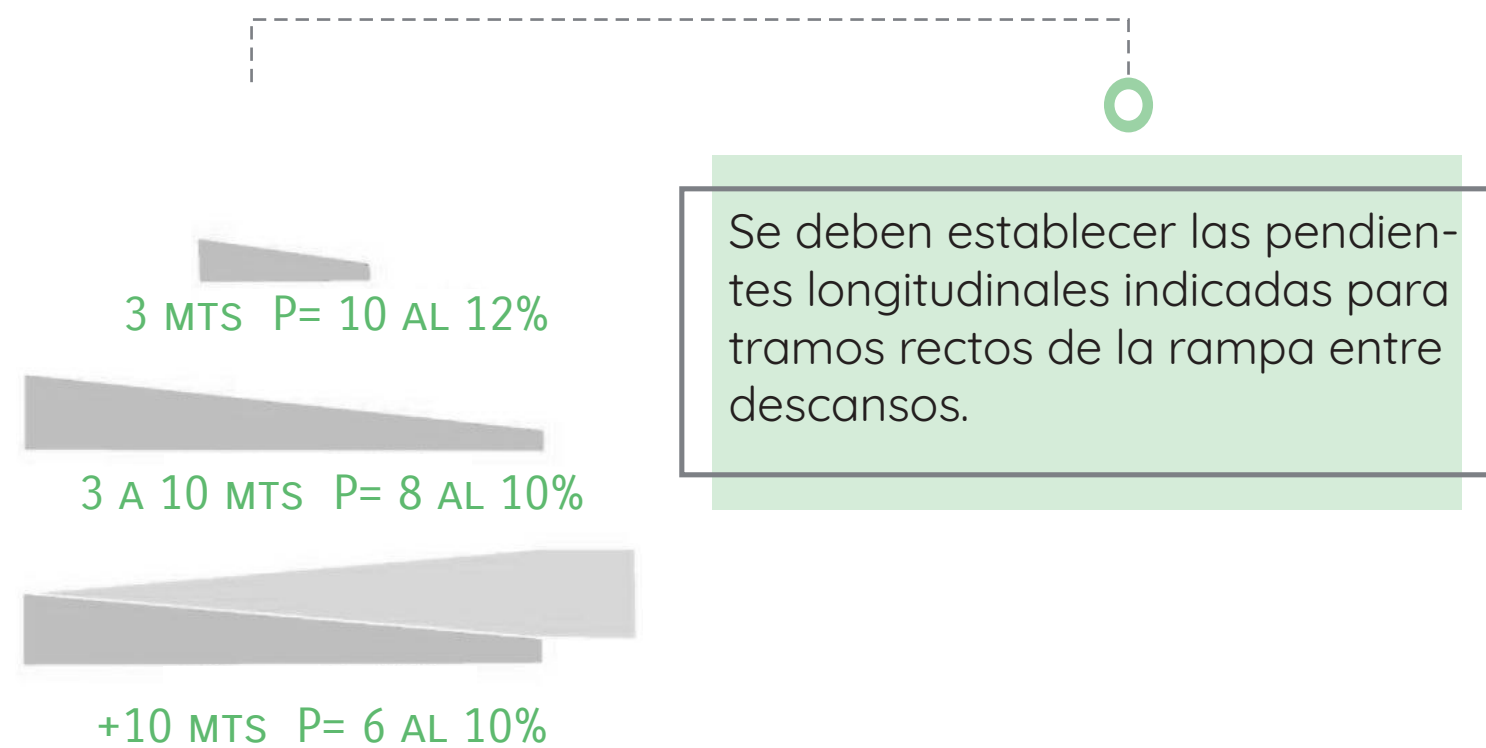 3 MTS P= 10 AL 12%
3 A 10 MTS P= 8 AL 10%
+10 MTS P= 6 AL 10%
Se deben establecer las pendien-
tes longitudinales indicadas para
tramos rectos de la rampa entre
descansos.